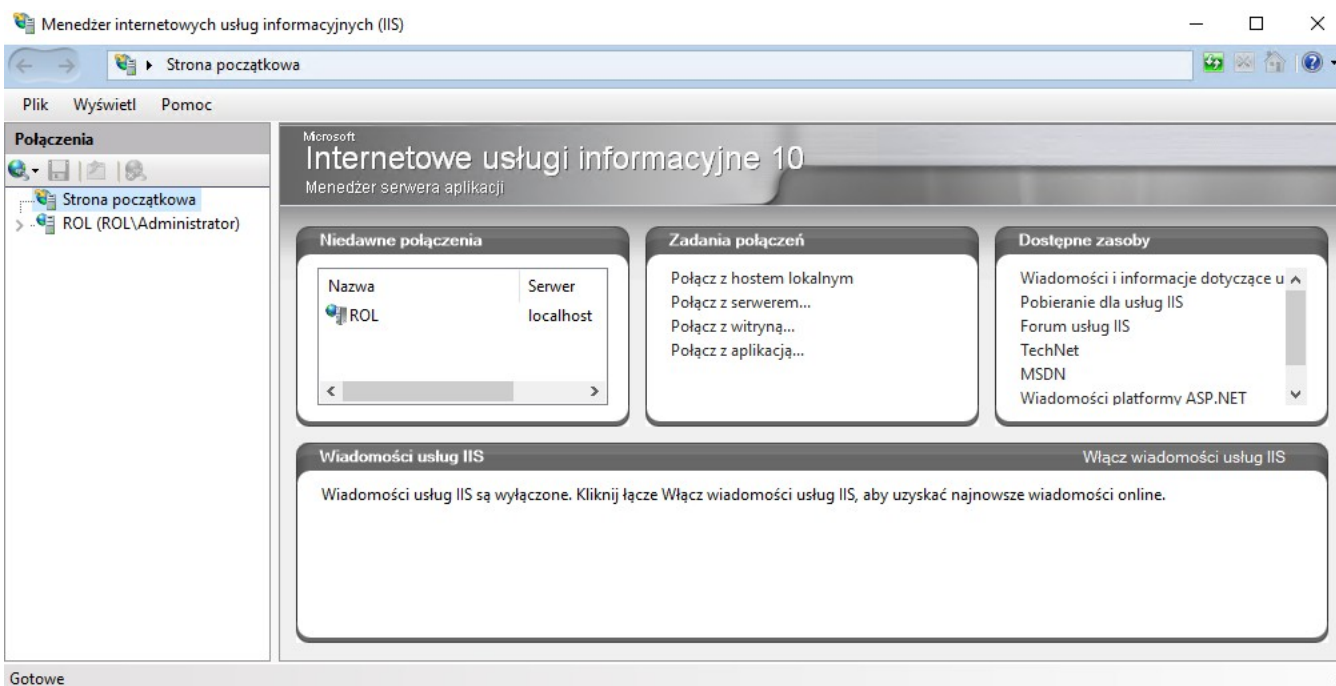 Menedżer internetowych usług informacyjnych (IIS)
Strona początkowa
Plik Wyświetl Pomoc
Połączenia
Strona początkowa
ROL (ROL\Administrator)
Microsoft
Internetowe usługi informacyjne 10
Menedżer serwera aplikacji
Niedawne połączenia
Nazwa Serwer
ROL localhost
Zadania połączeń
Połącz z hostem lokalnym
Połącz z serwerem...
Połącz z witryną...
Połącz z aplikacją...
Dostępne zasoby
Wiadomości i informacje dotyczące u
Pobieranie dla usług IIS
Forum usług IIS
TechNet
MSDN
Wiadomości platformy ASP.NET
Wiadomości usług IIS Włącz wiadomości usług IIS
Wiadomości usług IIS są wyłączone. Kliknij łącze Włącz wiadomości usług IIS, aby uzyskać najnowsze wiadomości online.
Gotowe